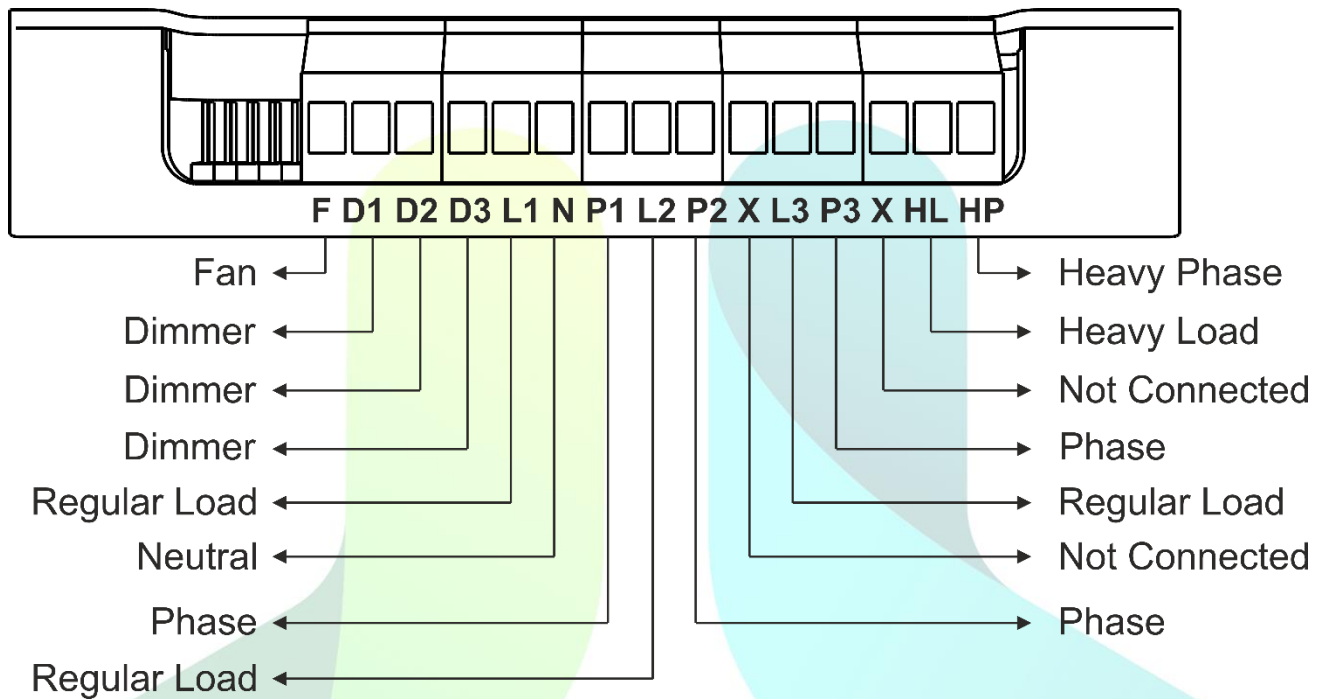 F D1 D2 D3 L1 N P1 L2 P2 X L3 P3 X HL HP
Fan
Dimmer
Dimmer
Dimmer
Regular Load
Neutral
Phase
Regular Load
Heavy Phase
Heavy Load
Not Connected
Phase
Regular Load
Not Connected
Phase